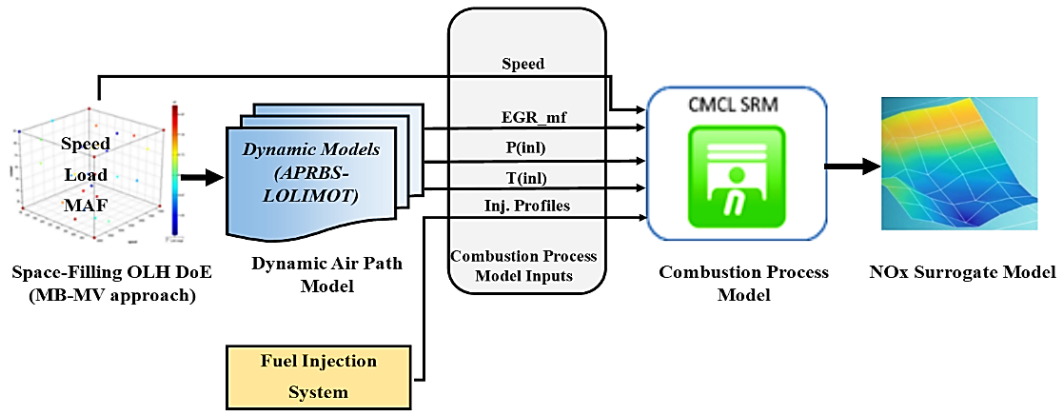 Speed
Load
MAF
Space-Filling OLH DoE
(MB-MV approach)
Dynamic Models
(APRBS-
LOLIMOT)
Dynamic Air Path
Model
Speed
EGR_mf
P(inl)
T(inl)
Inj. Profiles
Combustion Process
Model Inputs
Fuel Injection
System
CMCL SRM
Combustion Process
Model
NOx Surrogate Model